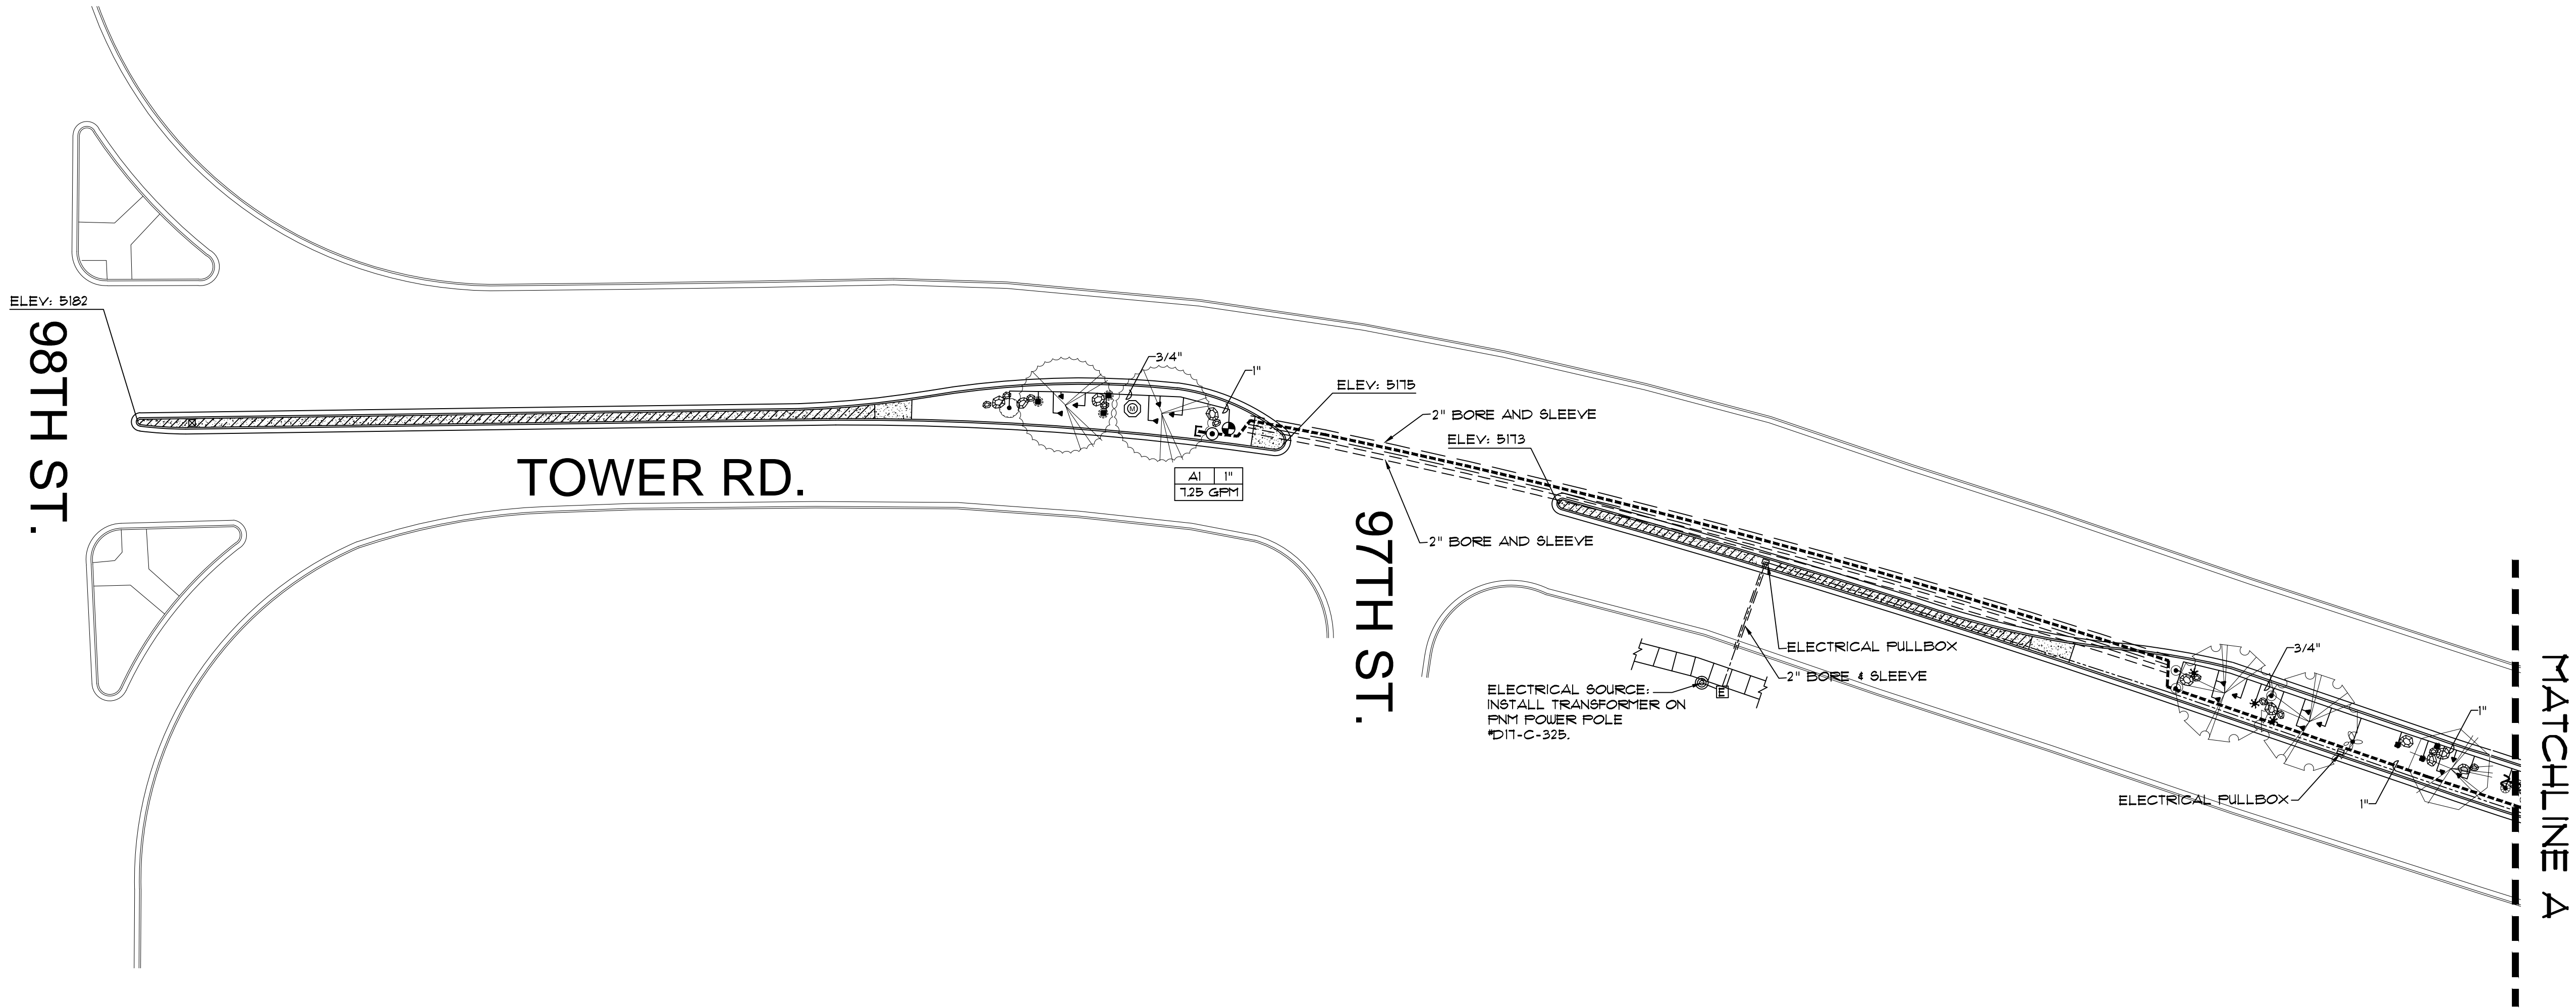 ELEV: 5182
98TH ST.
TOWER RD.
3/4"
1"
M
ELEV: 5175
A1 1"
7.25 GPM
2" BORE AND SLEEVE
ELEV: 5173
2" BORE AND SLEEVE
97TH ST.
ELECTRICAL PULLBOX
2" BORE & SLEEVE
E
ELECTRICAL SOURCE:
INSTALL TRANSFORMER ON
PNM POWER POLE
#D17-C-325.
3/4"
1"
ELECTRICAL PULLBOX
1"
MATCHLINE A